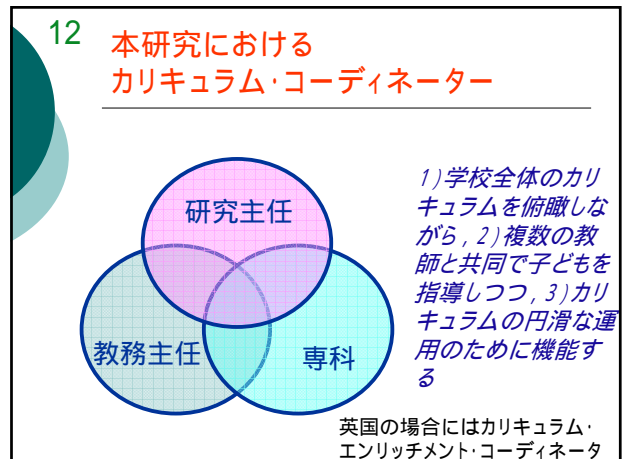 12
本研究における
カリキュラム・コーディネーター
研究主任
教務主任
専科
1)学校全体のカリ
キュラムを俯瞰しな
がら,2)複数の教
師と共同で子どもを
指導しつつ,3)カリ
キュラムの円滑な運
用のために機能す
る
英国の場合にはカリキュラム・
エンリッチメント・コーディネータ